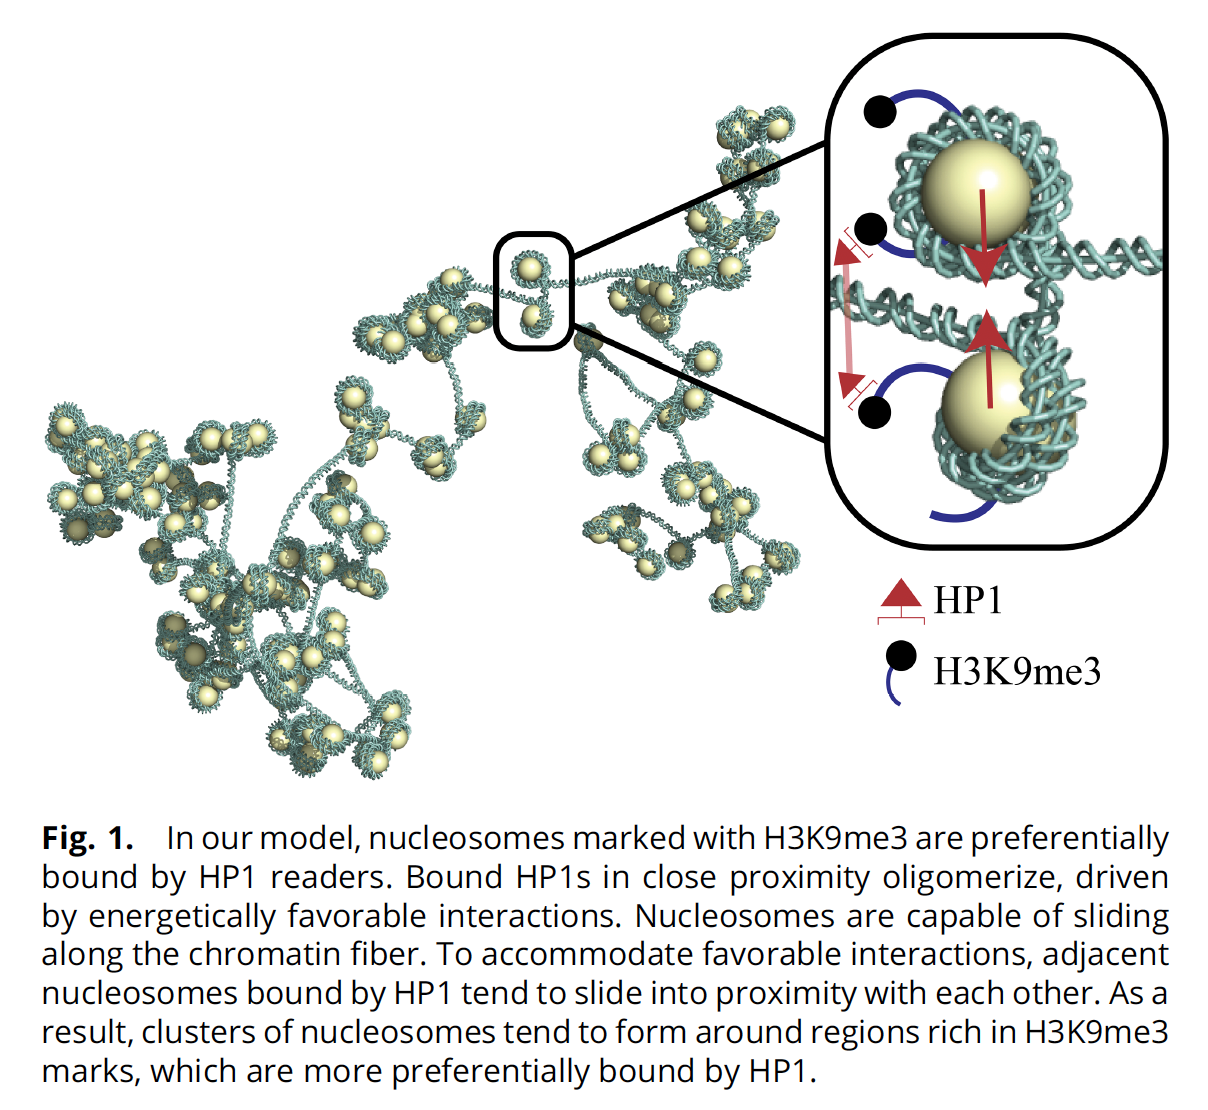 HP1
H3K9me3
Fig. 1. In our model, nucleosomes marked with H3K9me3 are preferentially
bound by HP1 readers. Bound HP1s in close proximity oligomerize, driven
by energetically favorable interactions. Nucleosomes are capable of sliding
along the chromatin fiber. To accommodate favorable interactions, adjacent
nucleosomes bound by HP1 tend to slide into proximity with each other. As a
result, clusters of nucleosomes tend to form around regions rich in H3K9me3
marks, which are more preferentially bound by HP1.